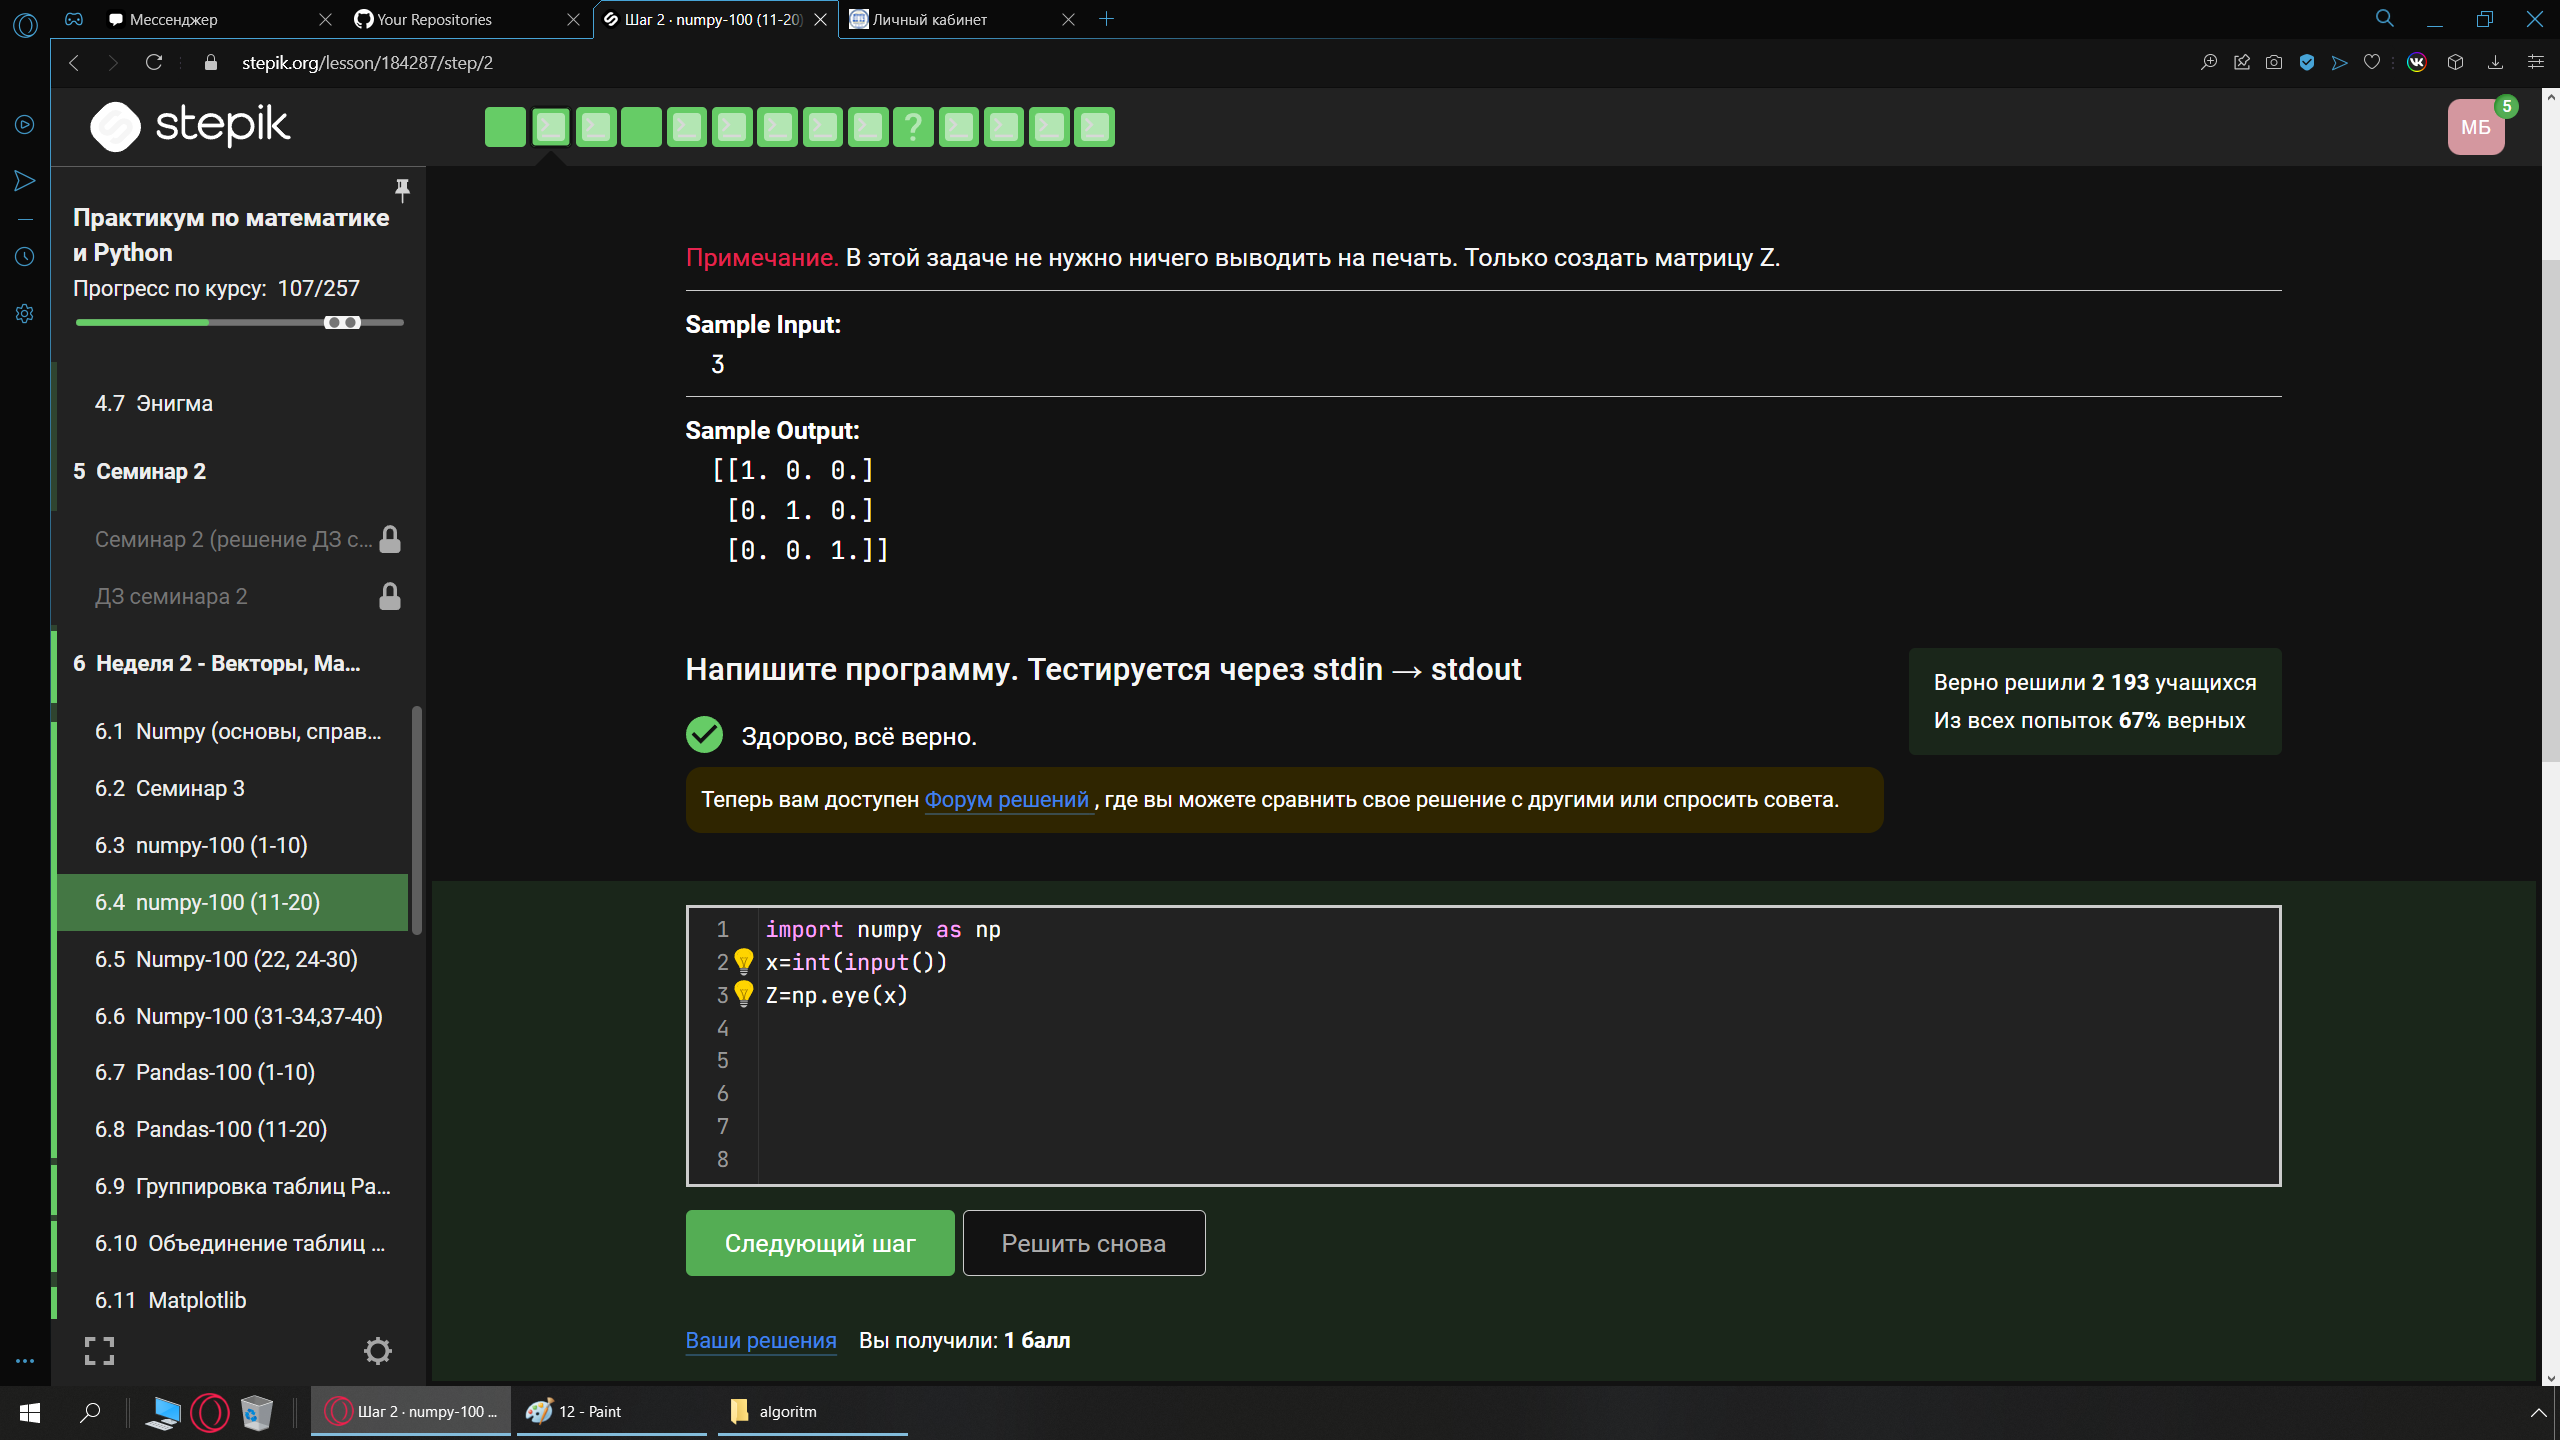 Мессенджер
Your Repositories
Шаг 2 · numpy-100 (11-20)
Личный кабинет
stepik.org/lesson/184287/step/2
stepik
МБ
5
Практикум по математике
и Python
Прогресс по курсу: 107/257
4.7 Энигма
5 Семинар 2
Семинар 2 (решение ДЗ с...
ДЗ семинара 2
6 Неделя 2 - Векторы, Ма...
6.1 Numpy (основы, справ...
6.2 Семинар 3
6.3 numpy-100 (1-10)
6.4 numpy-100 (11-20)
6.5 Numpy-100 (22, 24-30)
6.6 Numpy-100 (31-34,37-40)
6.7 Pandas-100 (1-10)
6.8 Pandas-100 (11-20)
6.9 Группировка таблиц Pa...
6.10 Объединение таблиц ...
6.11 Matplotlib
Примечание. В этой задаче не нужно ничего выводить на печать. Только создать матрицу Z.
Sample Input:
3
Sample Output:
[[1. 0. 0.]
[0. 1. 0.]
[0. 0. 1.]]
Напишите программу. Тестируется через stdin → stdout
Верно решили 2 193 учащихся
Из всех попыток 67% верных
Здорово, всё верно.
Теперь вам доступен Форум решений , где вы можете сравнить свое решение с другими или спросить совета.
1 import numpy as np
2 x=int(input())
3 Z=np.eye(x)
4
5
6
7
8
Следующий шаг
Решить снова
Ваши решения Вы получили: 1 балл
Шаг 2 · numpy-100 ...
12 - Paint
algoritm